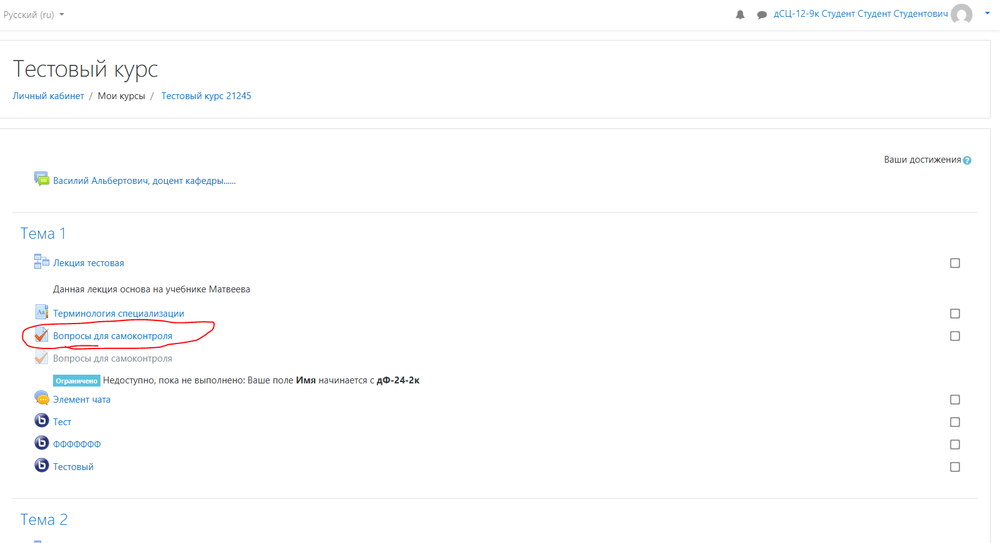 Русский (ru)
дСЦ-12-9к Студент Студент Студентович
Тестовый курс
Личный кабинет / Мои курсы / Тестовый курс 21245
Ваши достижения
Василий Альбертович, доцент кафедры......
Тема 1
Лекция тестовая
Данная лекция основа на учебнике Матвеева
Терминология специализации
Вопросы для самоконтроля
Вопросы для самоконтроля
Ограничено Недоступно, пока не выполнено: Ваше поле Имя начинается с дФ-24-2к
Элемент чата
Тест
ФФФФФФФ
Тестовый
Тема 2